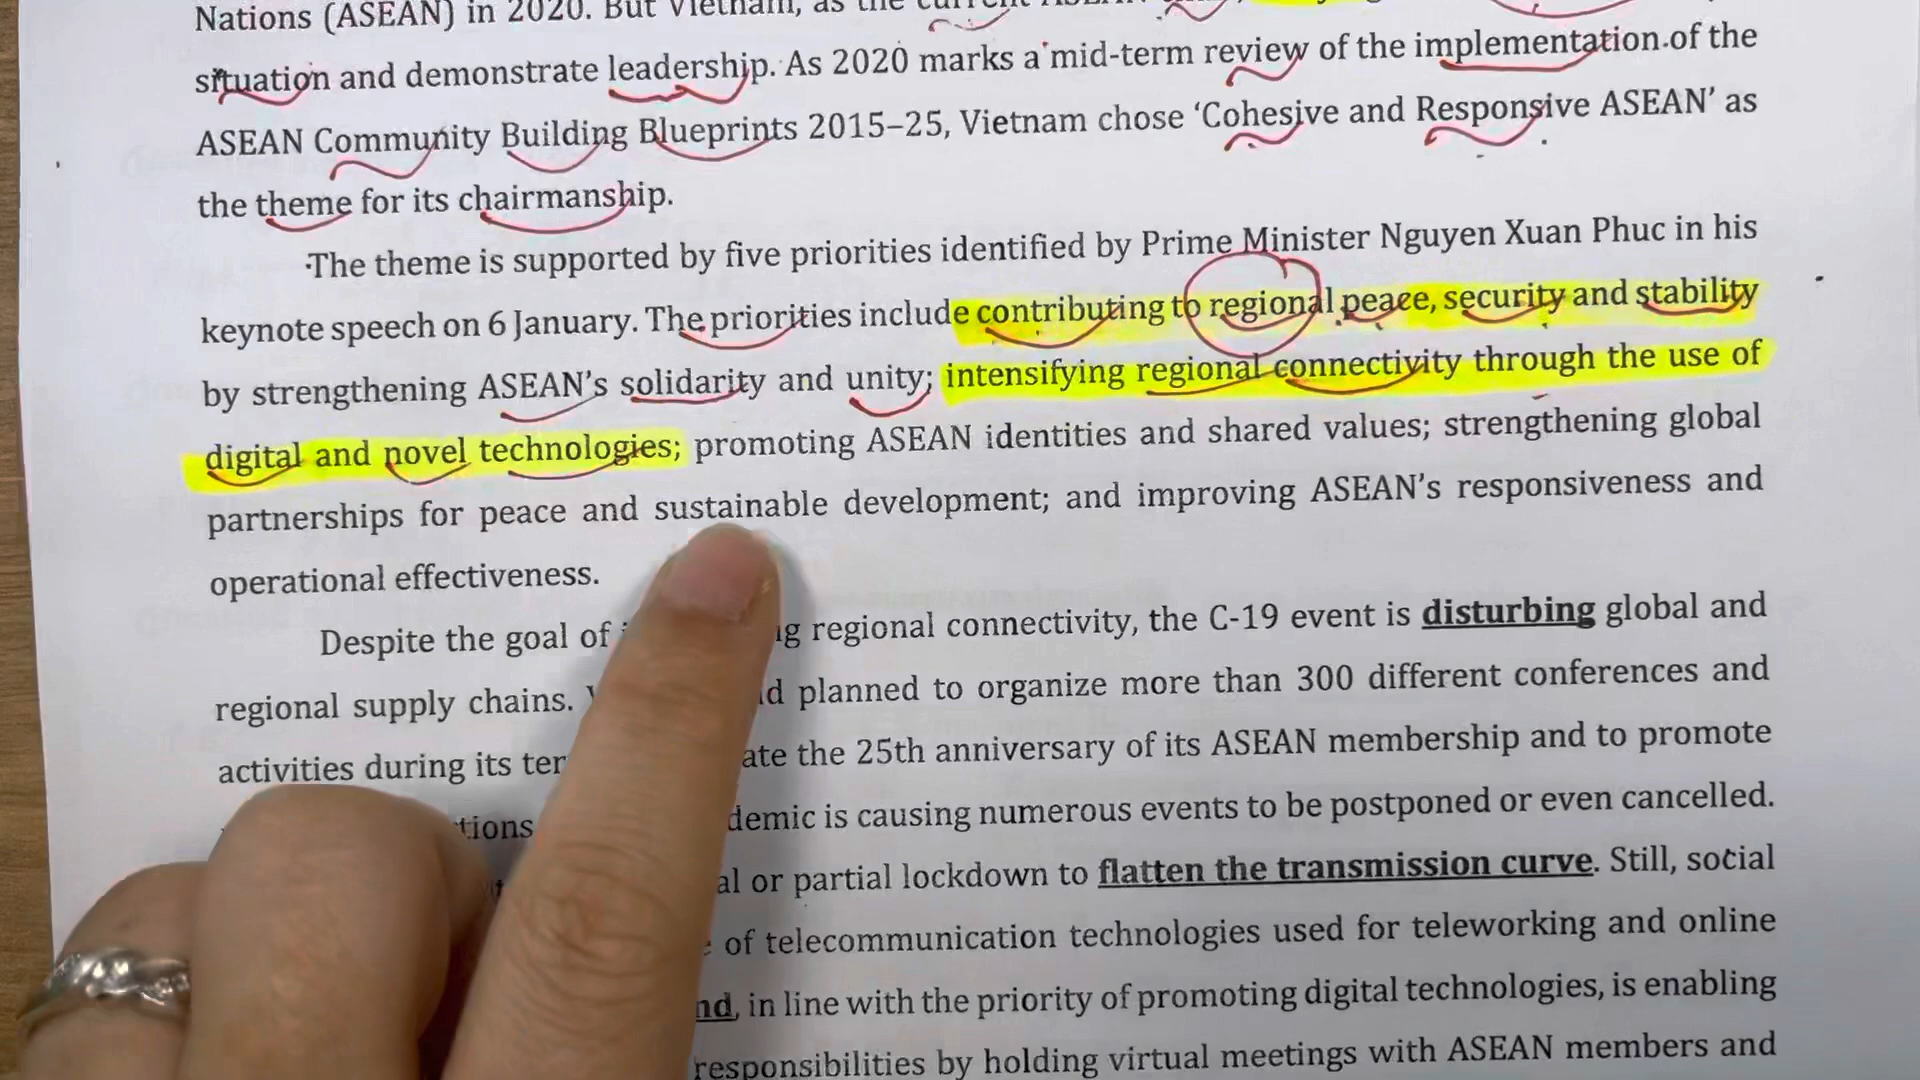 Nations (ASEAN) in 2020. But Vietnam, as the current ASEAN
situation and demonstrate leadership. As 2020 marks a mid-term review of the implementation of the
ASEAN Community Building Blueprints 2015–25, Vietnam chose ‘Cohesive and Responsive ASEAN’ as
the theme for its chairmanship.
The theme is supported by five priorities identified by Prime Minister Nguyen Xuan Phuc in his
keynote speech on 6 January. The priorities include contributing to regional peace, security and stability
by strengthening ASEAN’s solidarity and unity; intensifying regional connectivity through the use of
digital and novel technologies; promoting ASEAN identities and shared values; strengthening global
partnerships for peace and sustainable development; and improving ASEAN’s responsiveness and
operational effectiveness.
Despite the goal of regional connectivity, the C-19 event is disturbing global and
regional supply chains. planned to organize more than 300 different conferences and
activities during its the 25th anniversary of its ASEAN membership and to promote
is causing numerous events to be postponed or even cancelled.
or partial lockdown to flatten the transmission curve. Still, social
of telecommunication technologies used for teleworking and online
in line with the priority of promoting digital technologies, is enabling
responsibilities by holding virtual meetings with ASEAN members and